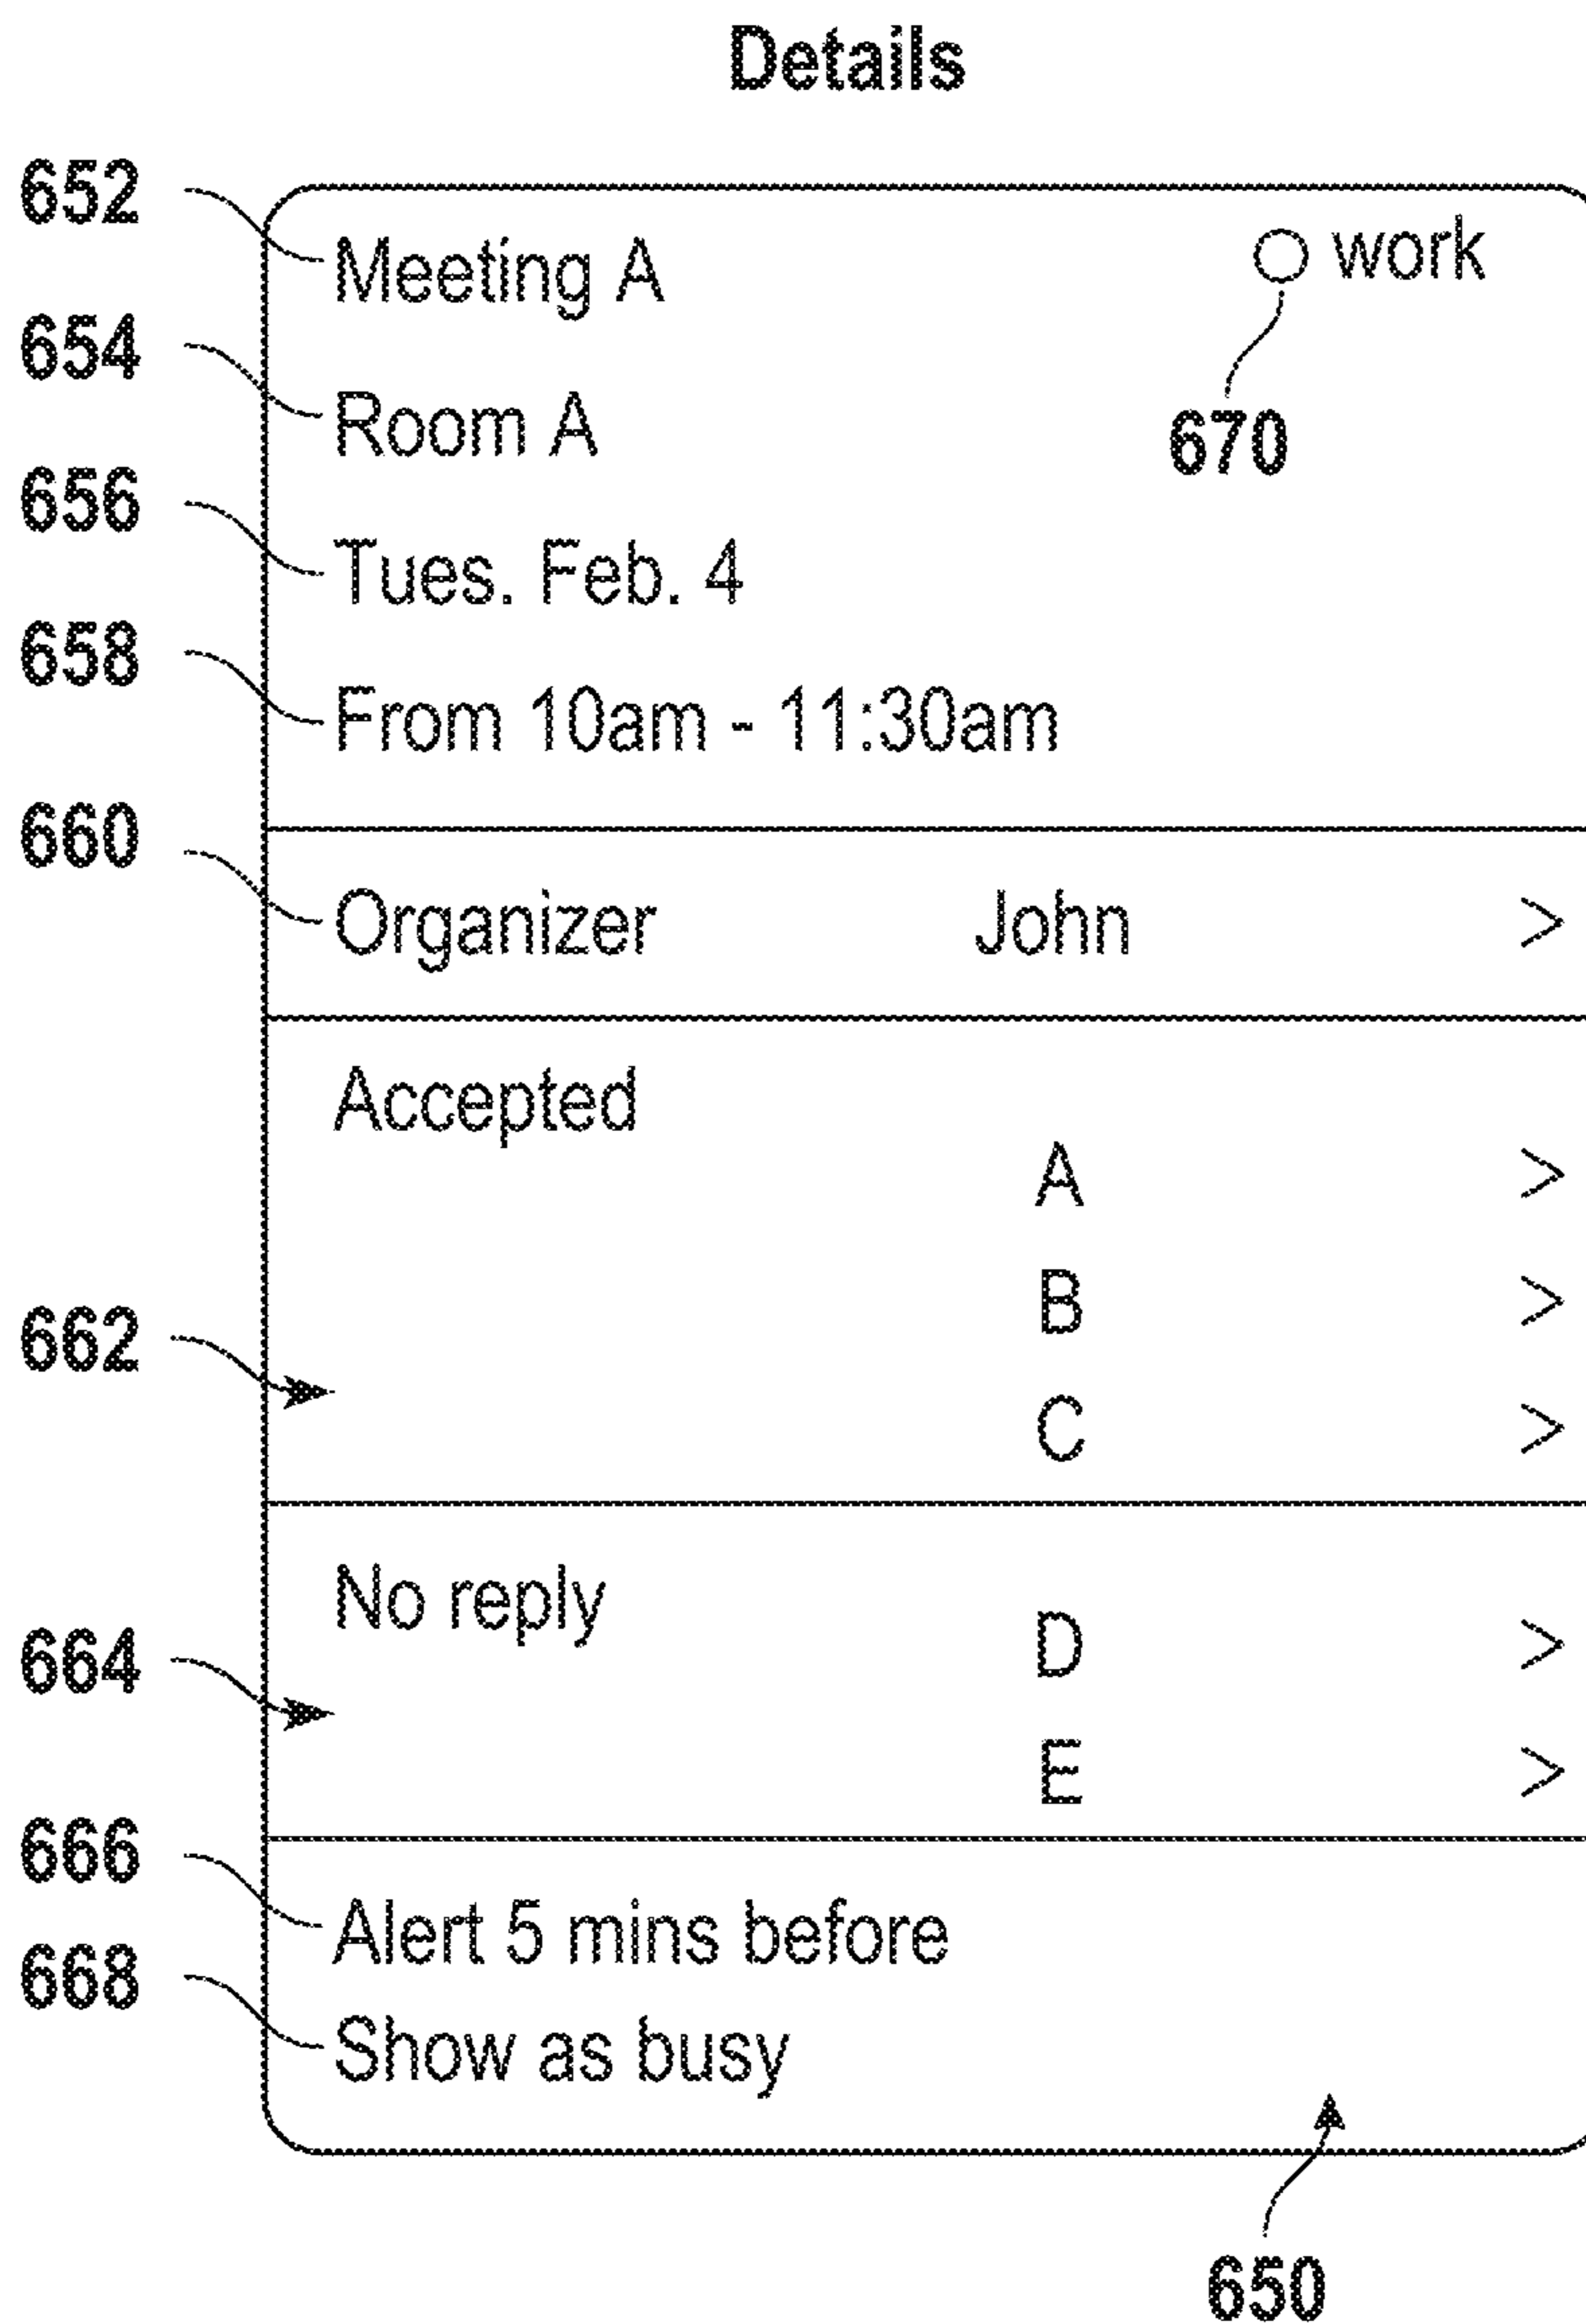 Details
652
Meeting A
work
654
Room A
670
656
Tues. Feb. 4
658
From 10am - 11:30am
660
Organizer John >
Accepted
A >
B >
662
C >
No reply
D >
664
E >
666
Alert 5 mins before
668
Show as busy
650